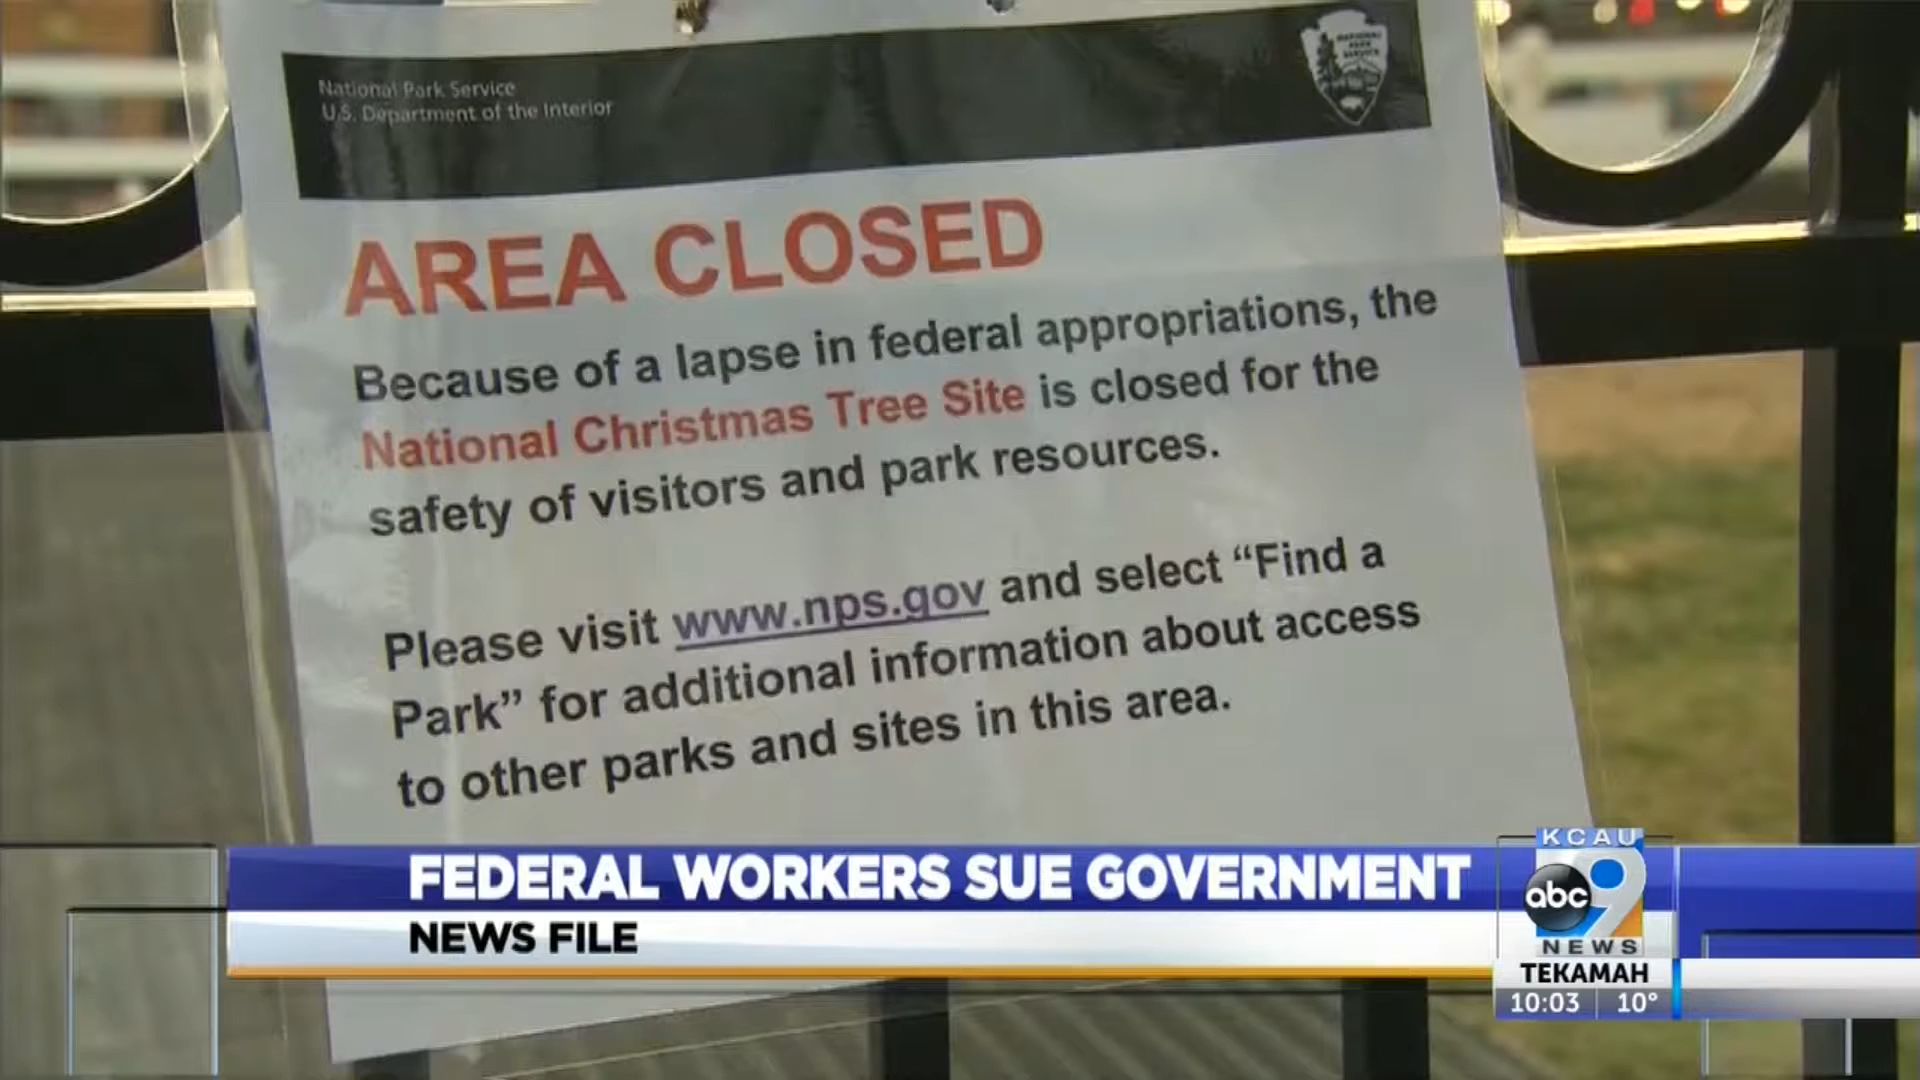 National Park Service
U.S. Department of the Interior
NATIONAL
PARK
SERVICE
AREA CLOSED
Because of a lapse in federal appropriations, the
National Christmas Tree Site is closed for the
safety of visitors and park resources.
Please visit www.nps.gov and select “Find a
Park” for additional information about access
to other parks and sites in this area.
FEDERAL WORKERS SUE GOVERNMENT
NEWS FILE
KCAU
abc 9
NEWS
TEKAMAH
10:03 10°